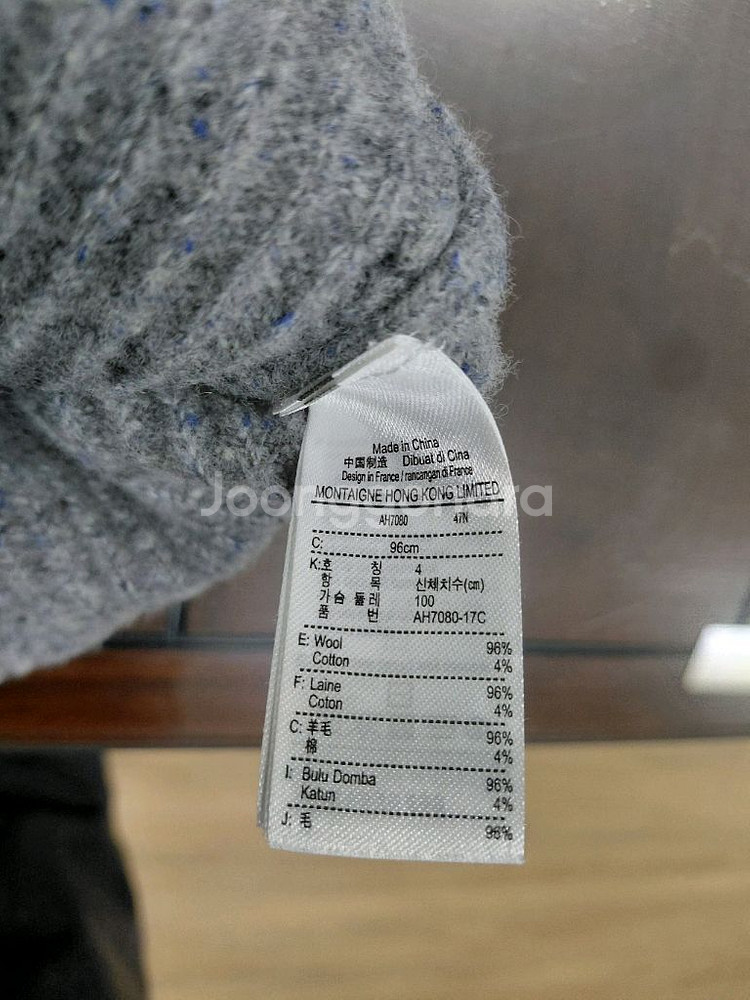 Made in China
中国制造 Dibuat di Cina
Design in France / rancangan di France
MONTAIGNE HONG KONG LIMITED
Joonggonara
AH7080 47N
C: 96cm
K:호 칭 4
항 목 신체치수(cm)
가슴 둘레 100
품 번 AH7080-17C
E: Wool 96%
Cotton 4%
F: Laine 96%
Coton 4%
C: 羊毛 96%
棉 4%
I: Bulu Domba 96%
Katun 4%
J: 毛 96%